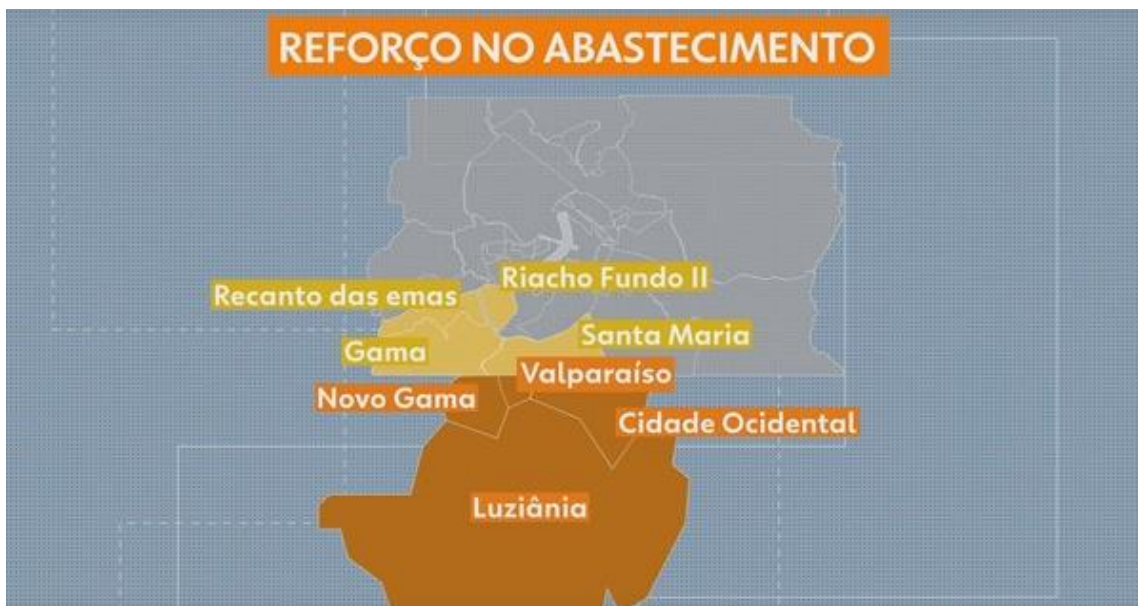 REFORÇO NO ABASTECIMENTO
Riacho Fundo II
Recanto das emas
Santa Maria
Gama
Valparaíso
Novo Gama
Cidade Ocidental
Luziânia